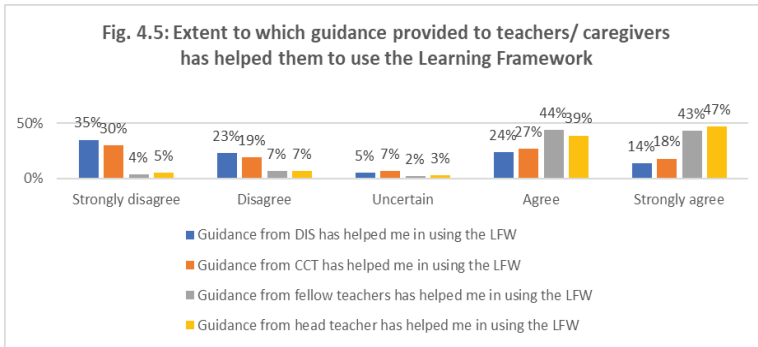 Fig. 4.5: Extent to which guidance provided to teachers/ caregivers
has helped them to use the Learning Framework
50%
0%
35% 30% 4% 5%
23% 19% 7% 7%
5% 7% 2% 3%
24% 27% 44% 39%
14% 18% 43% 47%
Strongly disagree Disagree Uncertain Agree Strongly agree
Guidance from DIS has helped me in using the LFW
Guidance from CCT has helped me in using the LFW
Guidance from fellow teachers has helped me in using the LFW
Guidance from head teacher has helped me in using the LFW